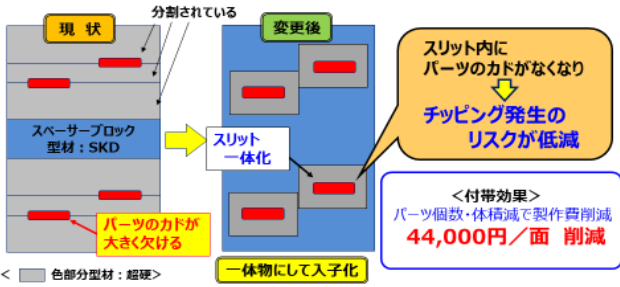 現 状
分割されている
スペーサーブロック
型材：SKD
パーツのカドが
大きく欠ける
< 色部分型材：超硬>
変更後
スリット
一体化
一体物にして入子化
スリット内に
パーツのカドがなくなり
チッピング発生の
リスクが低減
<付帯効果>
パーツ個数・体積減で製作費削減
44,000円／面 削減